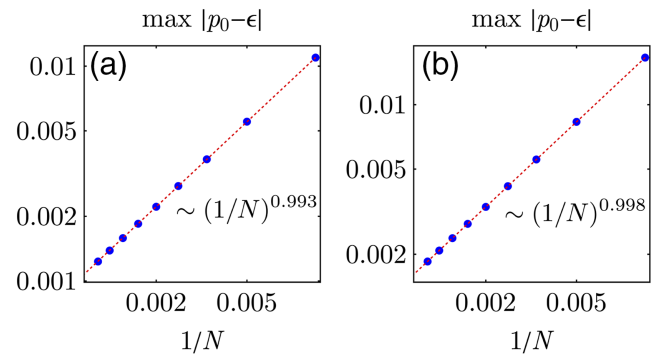 max |p₀–ϵ|
(a)
0.01
0.005
0.002
0.001
∼ (1/N)^0.993
0.002 0.005
1/N
max |p₀–ϵ|
(b)
0.01
0.005
0.002
∼ (1/N)^0.998
0.002 0.005
1/N